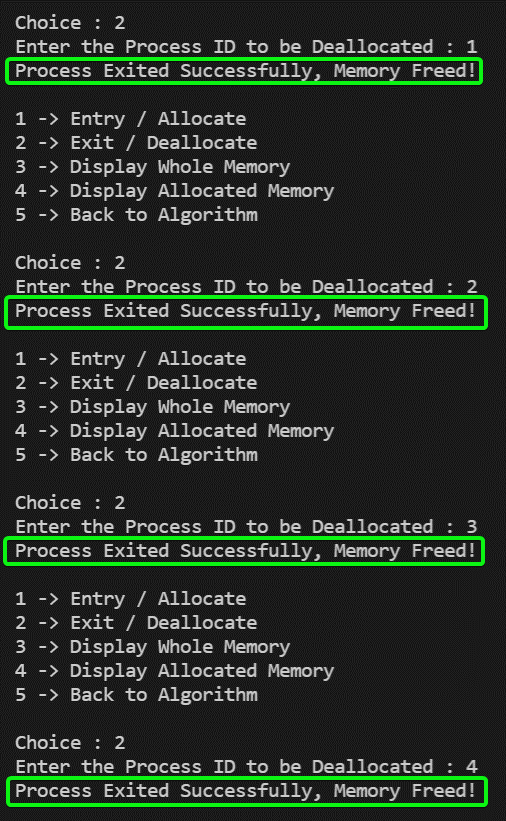 Choice : 2
Enter the Process ID to be Deallocated : 1
Process Exited Successfully, Memory Freed!
1 -> Entry / Allocate
2 -> Exit / Deallocate
3 -> Display Whole Memory
4 -> Display Allocated Memory
5 -> Back to Algorithm
Choice : 2
Enter the Process ID to be Deallocated : 2
Process Exited Successfully, Memory Freed!
1 -> Entry / Allocate
2 -> Exit / Deallocate
3 -> Display Whole Memory
4 -> Display Allocated Memory
5 -> Back to Algorithm
Choice : 2
Enter the Process ID to be Deallocated : 3
Process Exited Successfully, Memory Freed!
1 -> Entry / Allocate
2 -> Exit / Deallocate
3 -> Display Whole Memory
4 -> Display Allocated Memory
5 -> Back to Algorithm
Choice : 2
Enter the Process ID to be Deallocated : 4
Process Exited Successfully, Memory Freed!